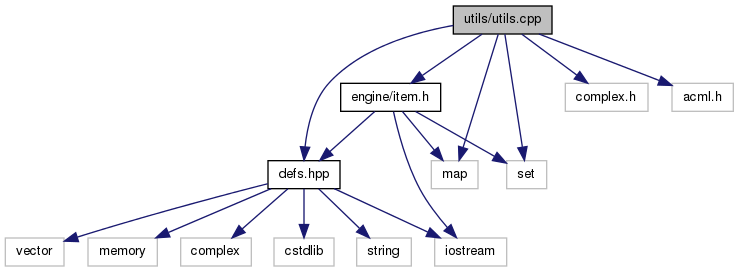 utils/utils.cpp
engine/item.h
complex.h
acml.h
defs.hpp
map
set
vector
memory
complex
cstdlib
string
iostream